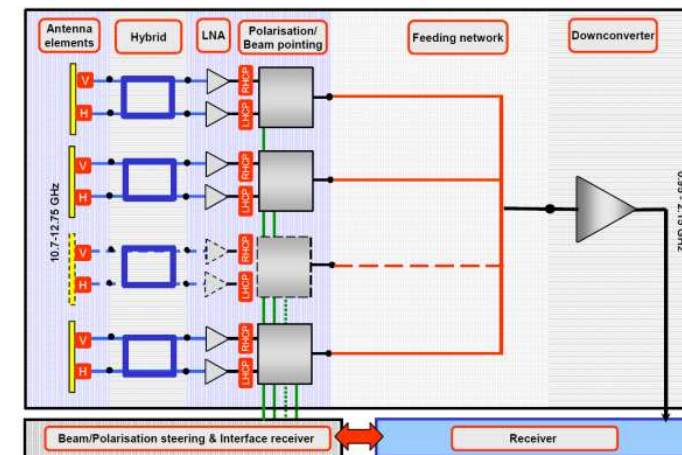 Antenna
elements
Hybrid
LNA
Polarisation/
Beam pointing
Feeding network
Downconverter
10.7-12.75 GHz
V
H
RHCP
LHCP
V
H
RHCP
LHCP
V
H
RHCP
LHCP
V
H
RHCP
LHCP
Beam/Polarisation steering & Interface receiver
Receiver